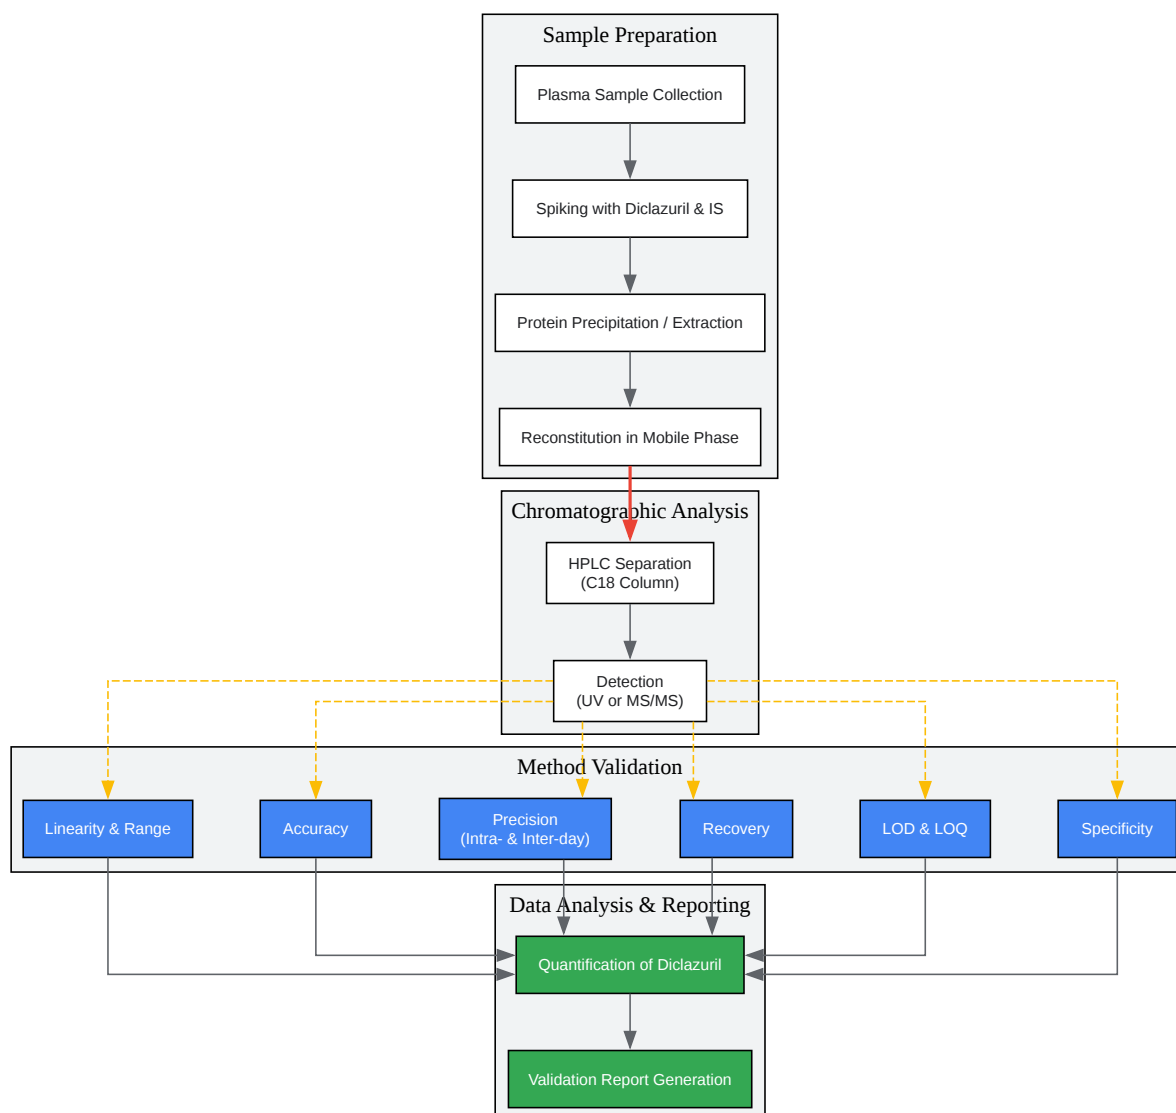 Sample Preparation
Plasma Sample Collection
Spiking with Diclazuril & IS
Protein Precipitation / Extraction
Reconstitution in Mobile Phase
Chromatographic Analysis
HPLC Separation
(C18 Column)
Detection
(UV or MS/MS)
Method Validation
Linearity & Range
Accuracy
Precision
(Intra- & Inter-day)
Recovery
LOD & LOQ
Specificity
Data Analysis & Reporting
Quantification of Diclazuril
Validation Report Generation